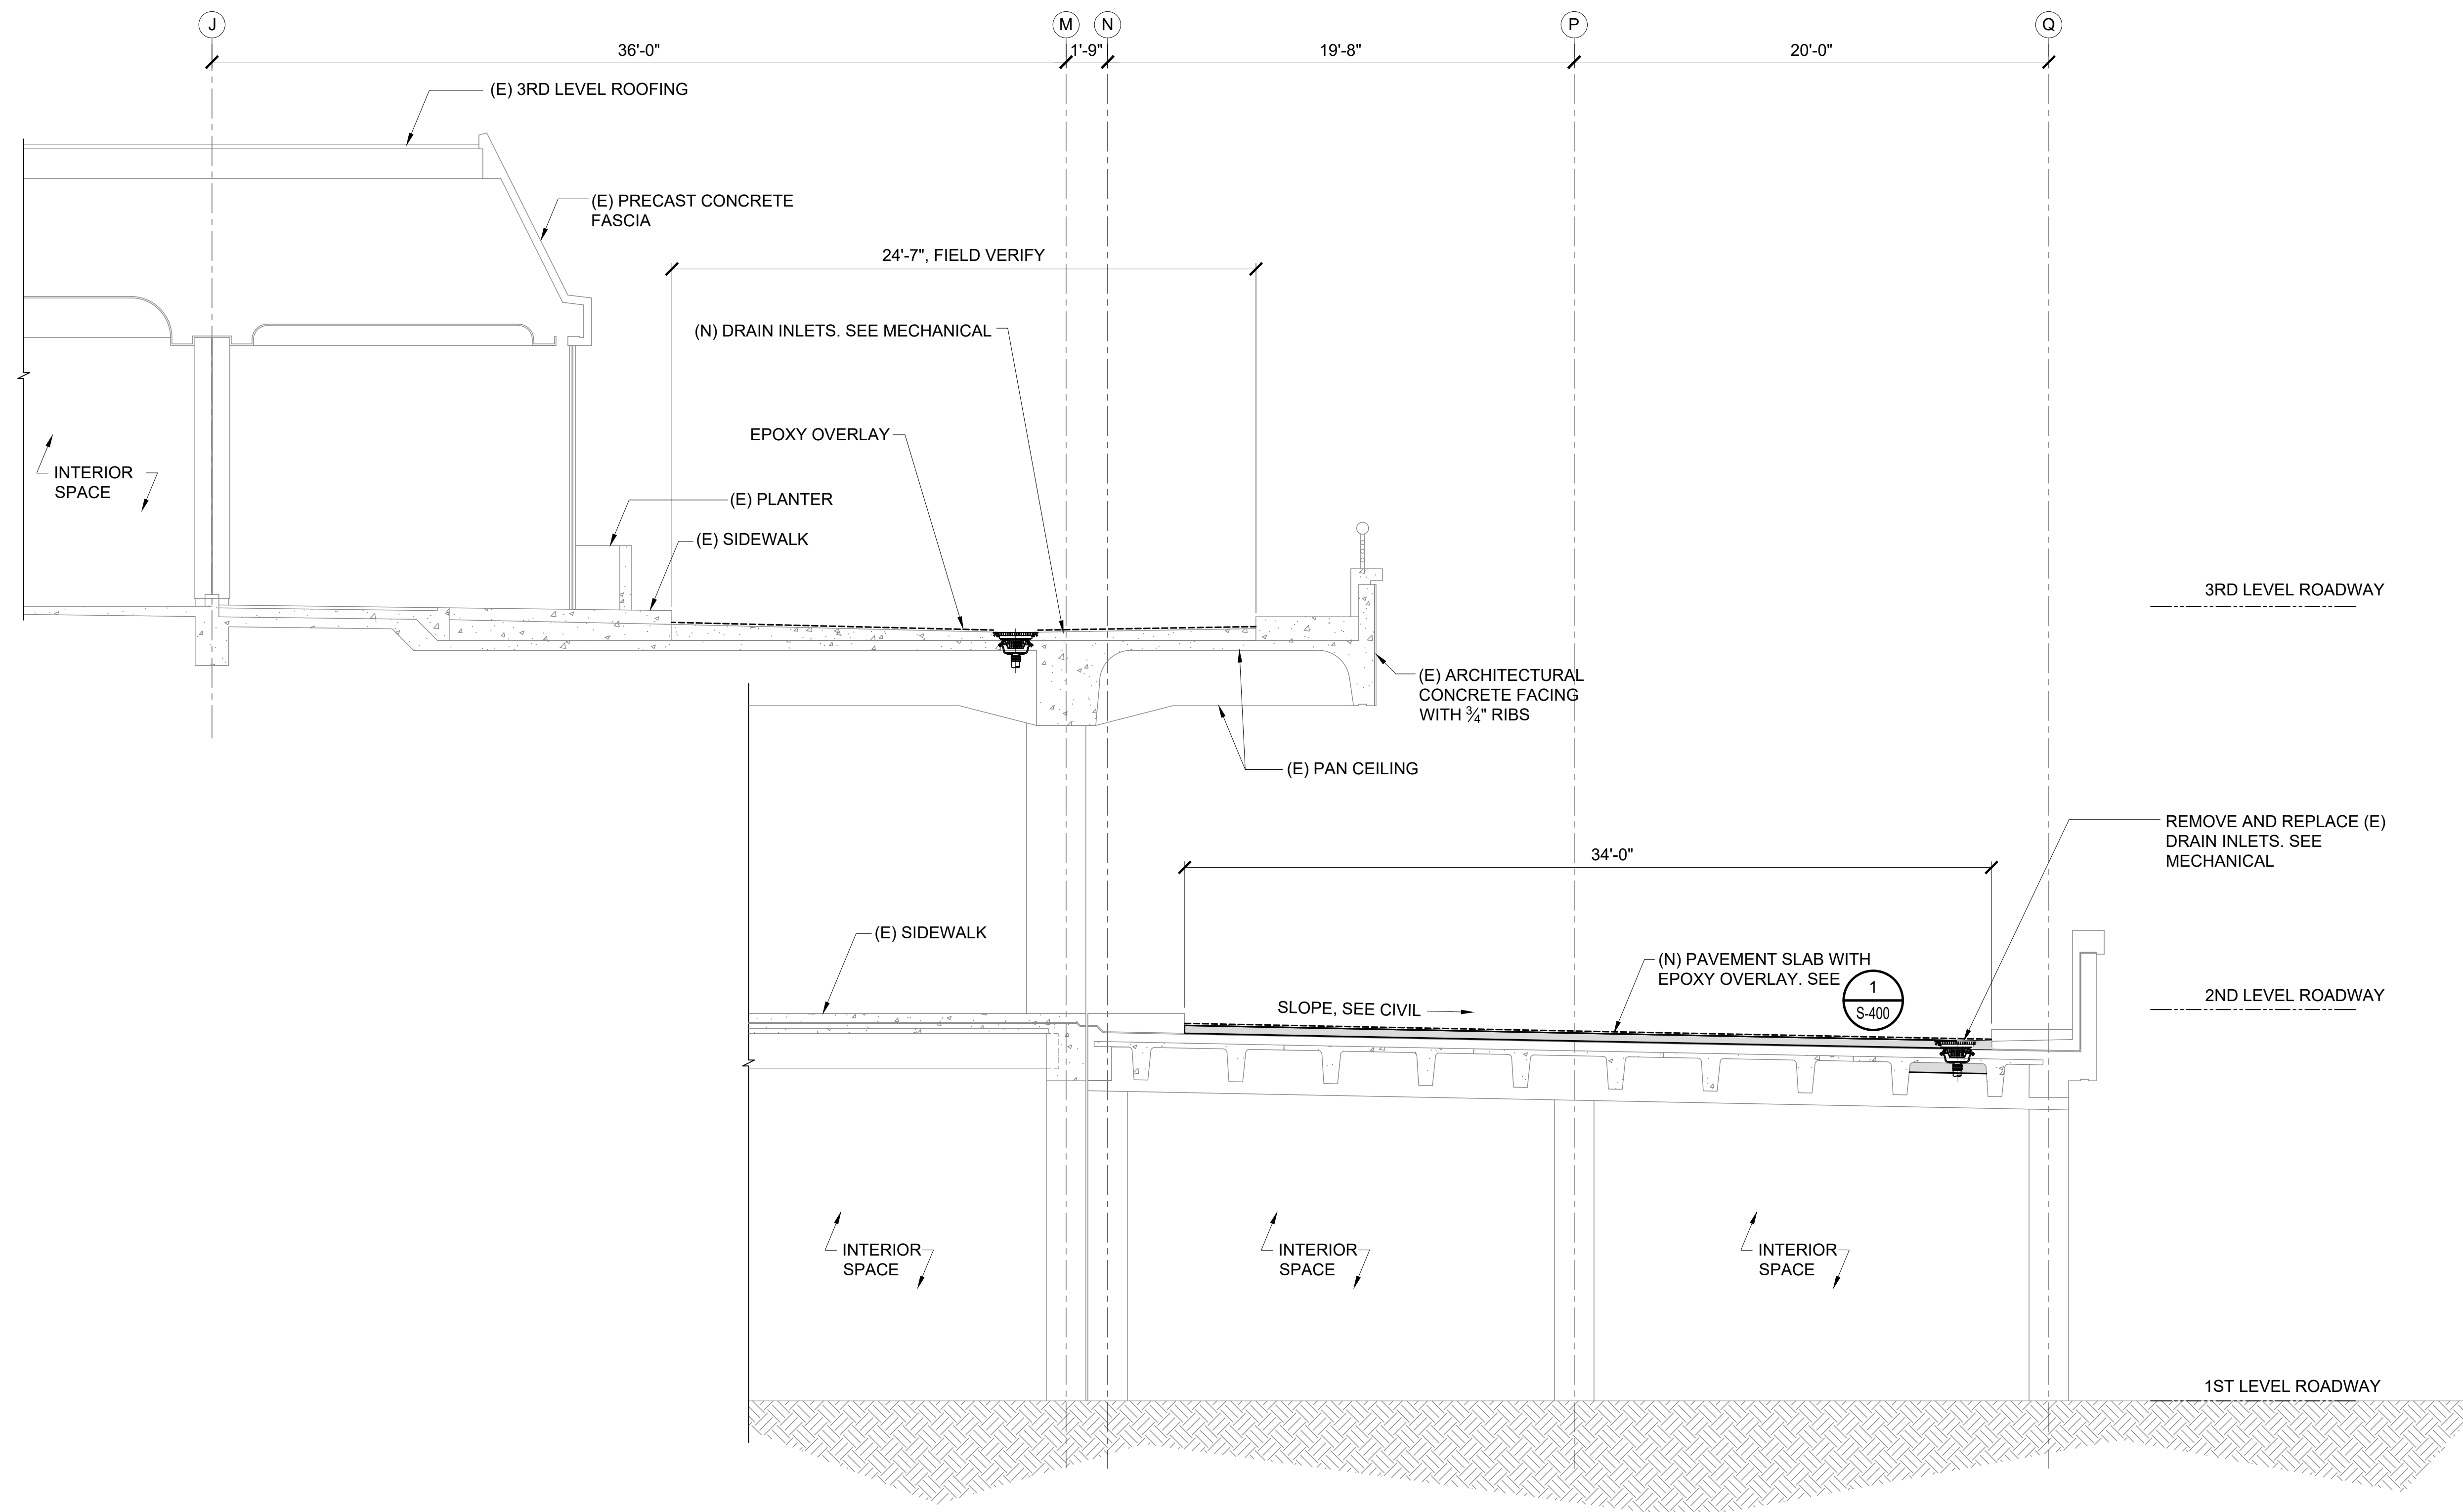 J
M
N
P
Q
36'-0"
1'-9"
19'-8"
20'-0"
(E) 3RD LEVEL ROOFING
(E) PRECAST CONCRETE
FASCIA
24'-7", FIELD VERIFY
(N) DRAIN INLETS. SEE MECHANICAL
EPOXY OVERLAY
INTERIOR
SPACE
(E) PLANTER
(E) SIDEWALK
3RD LEVEL ROADWAY
(E) ARCHITECTURAL
CONCRETE FACING
WITH 3/4" RIBS
(E) PAN CEILING
REMOVE AND REPLACE (E)
DRAIN INLETS. SEE
MECHANICAL
34'-0"
(E) SIDEWALK
(N) PAVEMENT SLAB WITH
EPOXY OVERLAY. SEE
1
S-400
SLOPE, SEE CIVIL
2ND LEVEL ROADWAY
INTERIOR
SPACE
INTERIOR
SPACE
INTERIOR
SPACE
1ST LEVEL ROADWAY